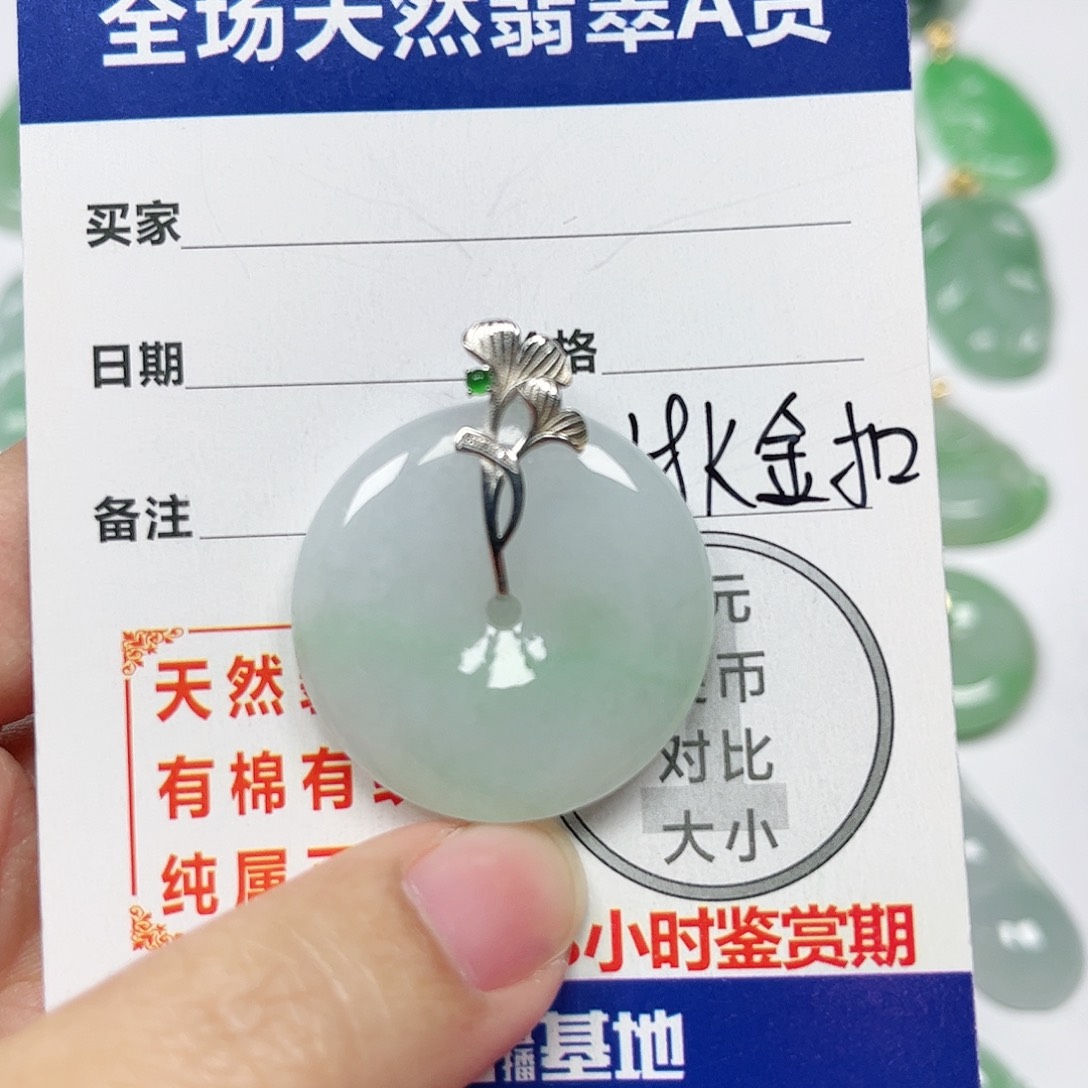 全场天然翡翠A货
买家
日期
格
K金扣
备注
元
币
对比
大小
天然
有棉有
纯属
小时鉴赏期
播基地